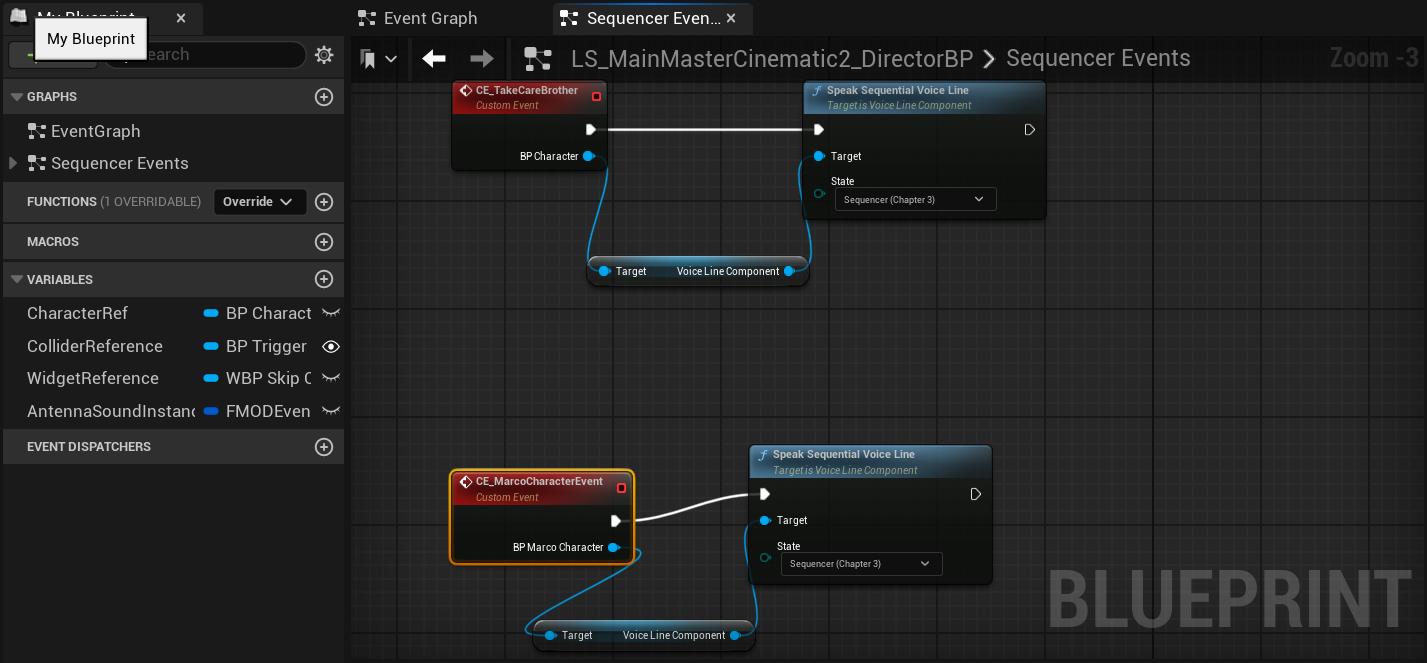 My Blueprint
Search
GRAPHS
EventGraph
Sequencer Events
FUNCTIONS (1 OVERRIDABLE)
Override
MACROS
VARIABLES
CharacterRef BP Charact
ColliderReference BP Trigger
WidgetReference WBP Skip C
AntennaSoundInstanc FMODEven
EVENT DISPATCHERS
Event Graph
Sequencer Even...
LS_MainMasterCinematic2_DirectorBP
Sequencer Events
Zoom -3
CE_TakeCareBrother
Custom Event
BP Character
Speak Sequential Voice Line
Target is Voice Line Component
Target
State
Sequencer (Chapter 3)
Target Voice Line Component
CE_MarcoCharacterEvent
Custom Event
BP Marco Character
Speak Sequential Voice Line
Target is Voice Line Component
Target
State
Sequencer (Chapter 3)
Target Voice Line Component
BLUEPRINT